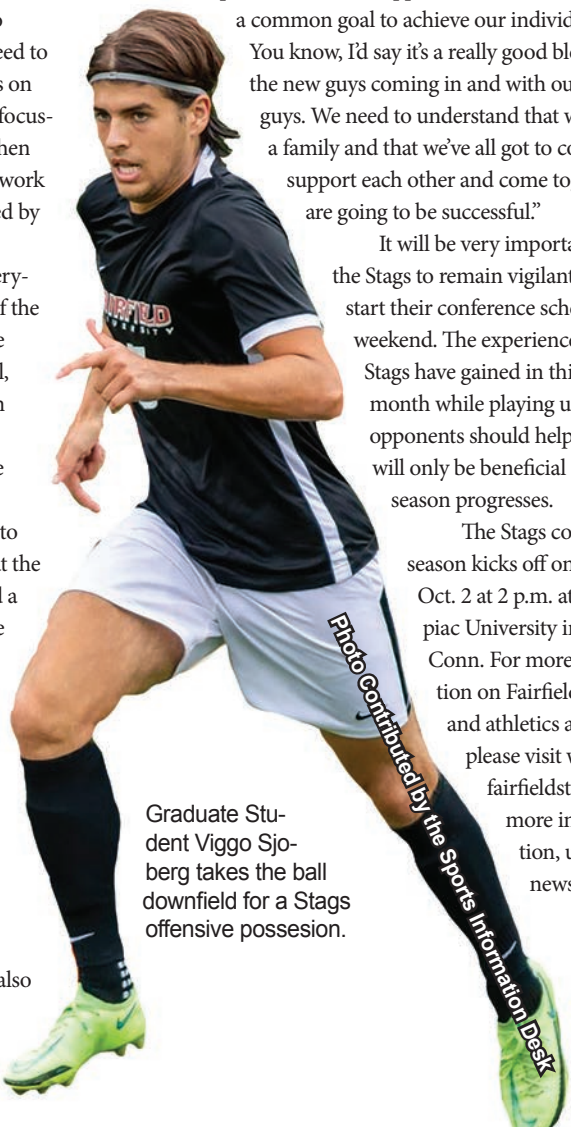 eed to
s on
focus-
hen
work
ed by
ery-
f the
e
l,
n
e
to
t the
a
e
also
a common goal to achieve our individ
You know, I'd say it's a really good ble
the new guys coming in and with ou
guys. We need to understand that w
a family and that we've all got to co
support each other and come to
are going to be successful."
It will be very importa
the Stags to remain vigilant
start their conference sche
weekend. The experience
Stags have gained in thi
month while playing u
opponents should help
will only be beneficial
season progresses.
The Stags co
season kicks off on
Oct. 2 at 2 p.m. at
piac University in
Conn. For more
tion on Fairfield
and athletics a
please visit w
fairfieldst
more in
tion, u
news
Graduate Stu-
dent Viggo Sjo-
berg takes the ball
downfield for a Stags
offensive possesion.
Photo Contributed by the Sports Information Desk